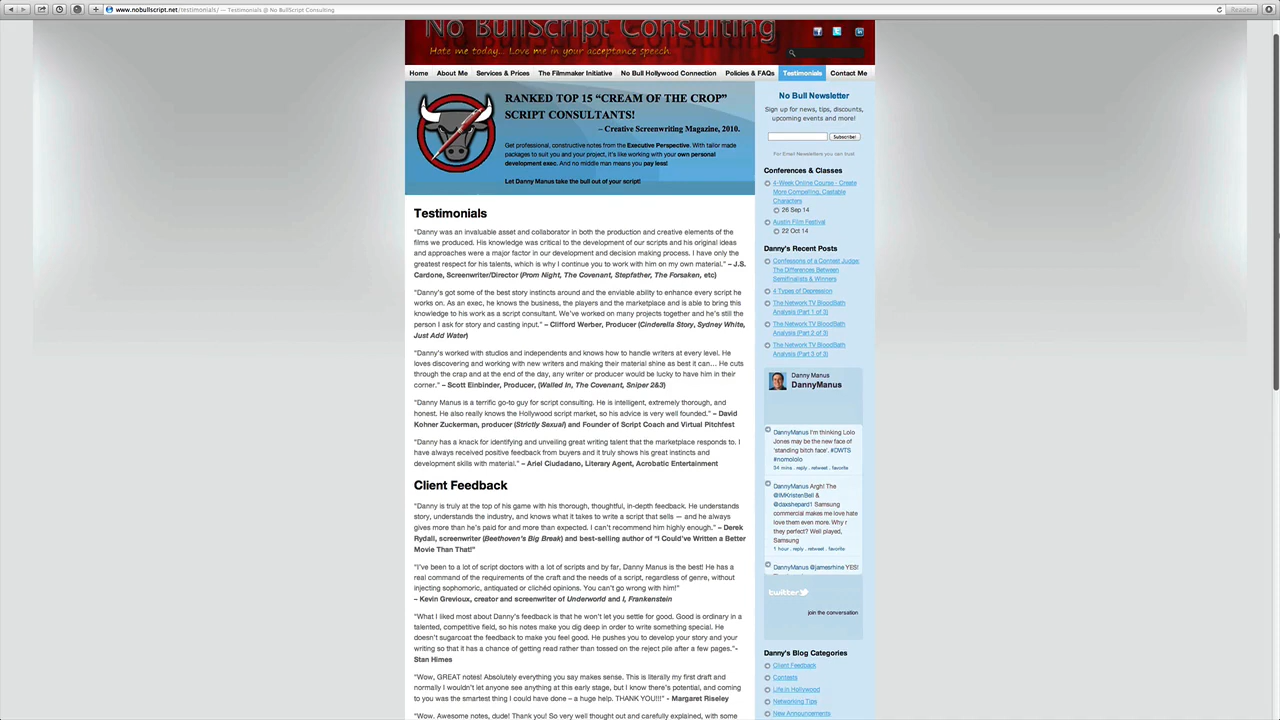 www.nobullscript.net/testimonials/ — Testimonials @ No BullScript Consulting
Reader
No BullScript Consulting
Hate me today... Love me in your acceptance speech.
Home About Me Services & Prices The Filmmaker Initiative No Bull Hollywood Connection Policies & FAQs Testimonials Contact Me
RANKED TOP 15 “CREAM OF THE CROP”
SCRIPT CONSULTANTS!
– Creative Screenwriting Magazine, 2010.
Get professional, constructive notes from the Executive Perspective. With tailor made
packages to suit you and your project, it's like working with your own personal
development exec. And no middle man means you pay less!
Let Danny Manus take the bull out of your script!
Testimonials
“Danny was an invaluable asset and collaborator in both the production and creative elements of the
films we produced. His knowledge was critical to the development of our scripts and his original ideas
and approaches were a major factor in our development and decision making process. I have only the
greatest respect for his talents, which is why I continue to work with him on my own material.” – J.S.
Cardone, Screenwriter/Director (Prom Night, The Covenant, Stepfather, The Forsaken, etc)
“Danny’s got some of the best story instincts around and the enviable ability to enhance every script he
works on. As an exec, he knows the business, the players and the marketplace and is able to bring this
knowledge to his work as a script consultant. We’ve worked on many projects together and he’s still the
person I ask for story and casting input.” – Clifford Werber, Producer (Cinderella Story, Sydney White,
Just Add Water)
“Danny’s worked with studios and independents and knows how to handle writers at every level. He
loves discovering and working with new writers and making their material shine as best it can… He cuts
through the crap and at the end of the day, any writer or producer would be lucky to have him in their
corner.” – Scott Einbinder, Producer, (Walled In, The Covenant, Sniper 2&3)
“Danny Manus is a terrific go-to guy for script consulting. He is intelligent, extremely thorough, and
honest. He also really knows the Hollywood script market, so his advice is very well founded.” – David
Kohner Zuckerman, producer (Strictly Sexual) and Founder of Script Coach and Virtual Pitchfest
“Danny has a knack for identifying and unveiling great writing talent that the marketplace responds to. I
have always received positive feedback from buyers and it truly shows his great instincts and
development skills with material.” – Ariel Ciudadano, Literary Agent, Acrobatic Entertainment
Client Feedback
“Danny is truly at the top of his game with his thorough, thoughtful, in-depth feedback. He understands
story, understands the industry, and knows what it takes to write a script that sells — and he always
gives more than he’s paid for and more than expected. I can’t recommend him highly enough.” – Derek
Rydall, screenwriter (Beethoven’s Big Break) and best-selling author of “I Could’ve Written a Better
Movie Than That!”
“I’ve been to a lot of script doctors with a lot of scripts and by far, Danny Manus is the best! He has a
real command of the requirements of the craft and the needs of a script, regardless of genre, without
injecting sophomoric, antiquated or clichéd opinions. You can’t go wrong with him!”
– Kevin Grevioux, creator and screenwriter of Underworld and I, Frankenstein
“What I liked most about Danny’s feedback is that he won’t let you settle for good. Good is ordinary in a
talented, competitive field, so his notes make you dig deep in order to write something special. He
doesn’t sugarcoat the feedback to make you feel good. He pushes you to develop your story and your
writing so that it has a chance of getting read rather than tossed on the reject pile after a few pages.”-
Stan Himes
“Wow, GREAT notes! Absolutely everything you say makes sense. This is literally my first draft and
normally I wouldn’t let anyone see anything at this early stage, but I know there’s potential, and coming
to you was the smartest thing I could have done – a huge help. THANK YOU!!!” - Margaret Riseley
“Wow. Awesome notes, dude! Thank you! So very well thought out and carefully explained, with some
No Bull Newsletter
Sign up for news, tips, discounts,
upcoming events and more!
Subscribe!
For Email Newsletters you can trust
Conferences & Classes
4-Week Online Course - Create
More Compelling, Castable
Characters
26 Sep 14
Austin Film Festival
22 Oct 14
Danny's Recent Posts
Confessions of a Contest Judge:
The Differences Between
Semifinalists & Winners
4 Types of Depression
The Network TV BloodBath
Analysis (Part 1 of 3)
The Network TV BloodBath
Analysis (Part 2 of 3)
The Network TV BloodBath
Analysis (Part 3 of 3)
Danny Manus
DannyManus
DannyManus I'm thinking Lolo
Jones may be the new face of
'standing bitch face'. #DWTS
#nomololo
34 mins . reply . retweet . favorite
DannyManus Argh! The
@IMKristenBell &
@daxshepard1 Samsung
commercial makes me love hate
love them even more. Why r
they perfect? Well played,
Samsung
1 hour . reply . retweet . favorite
DannyManus @jamesrhine YES!
twitter
join the conversation
Danny's Blog Categories
Client Feedback
Contests
Life in Hollywood
Networking Tips
New Announcements